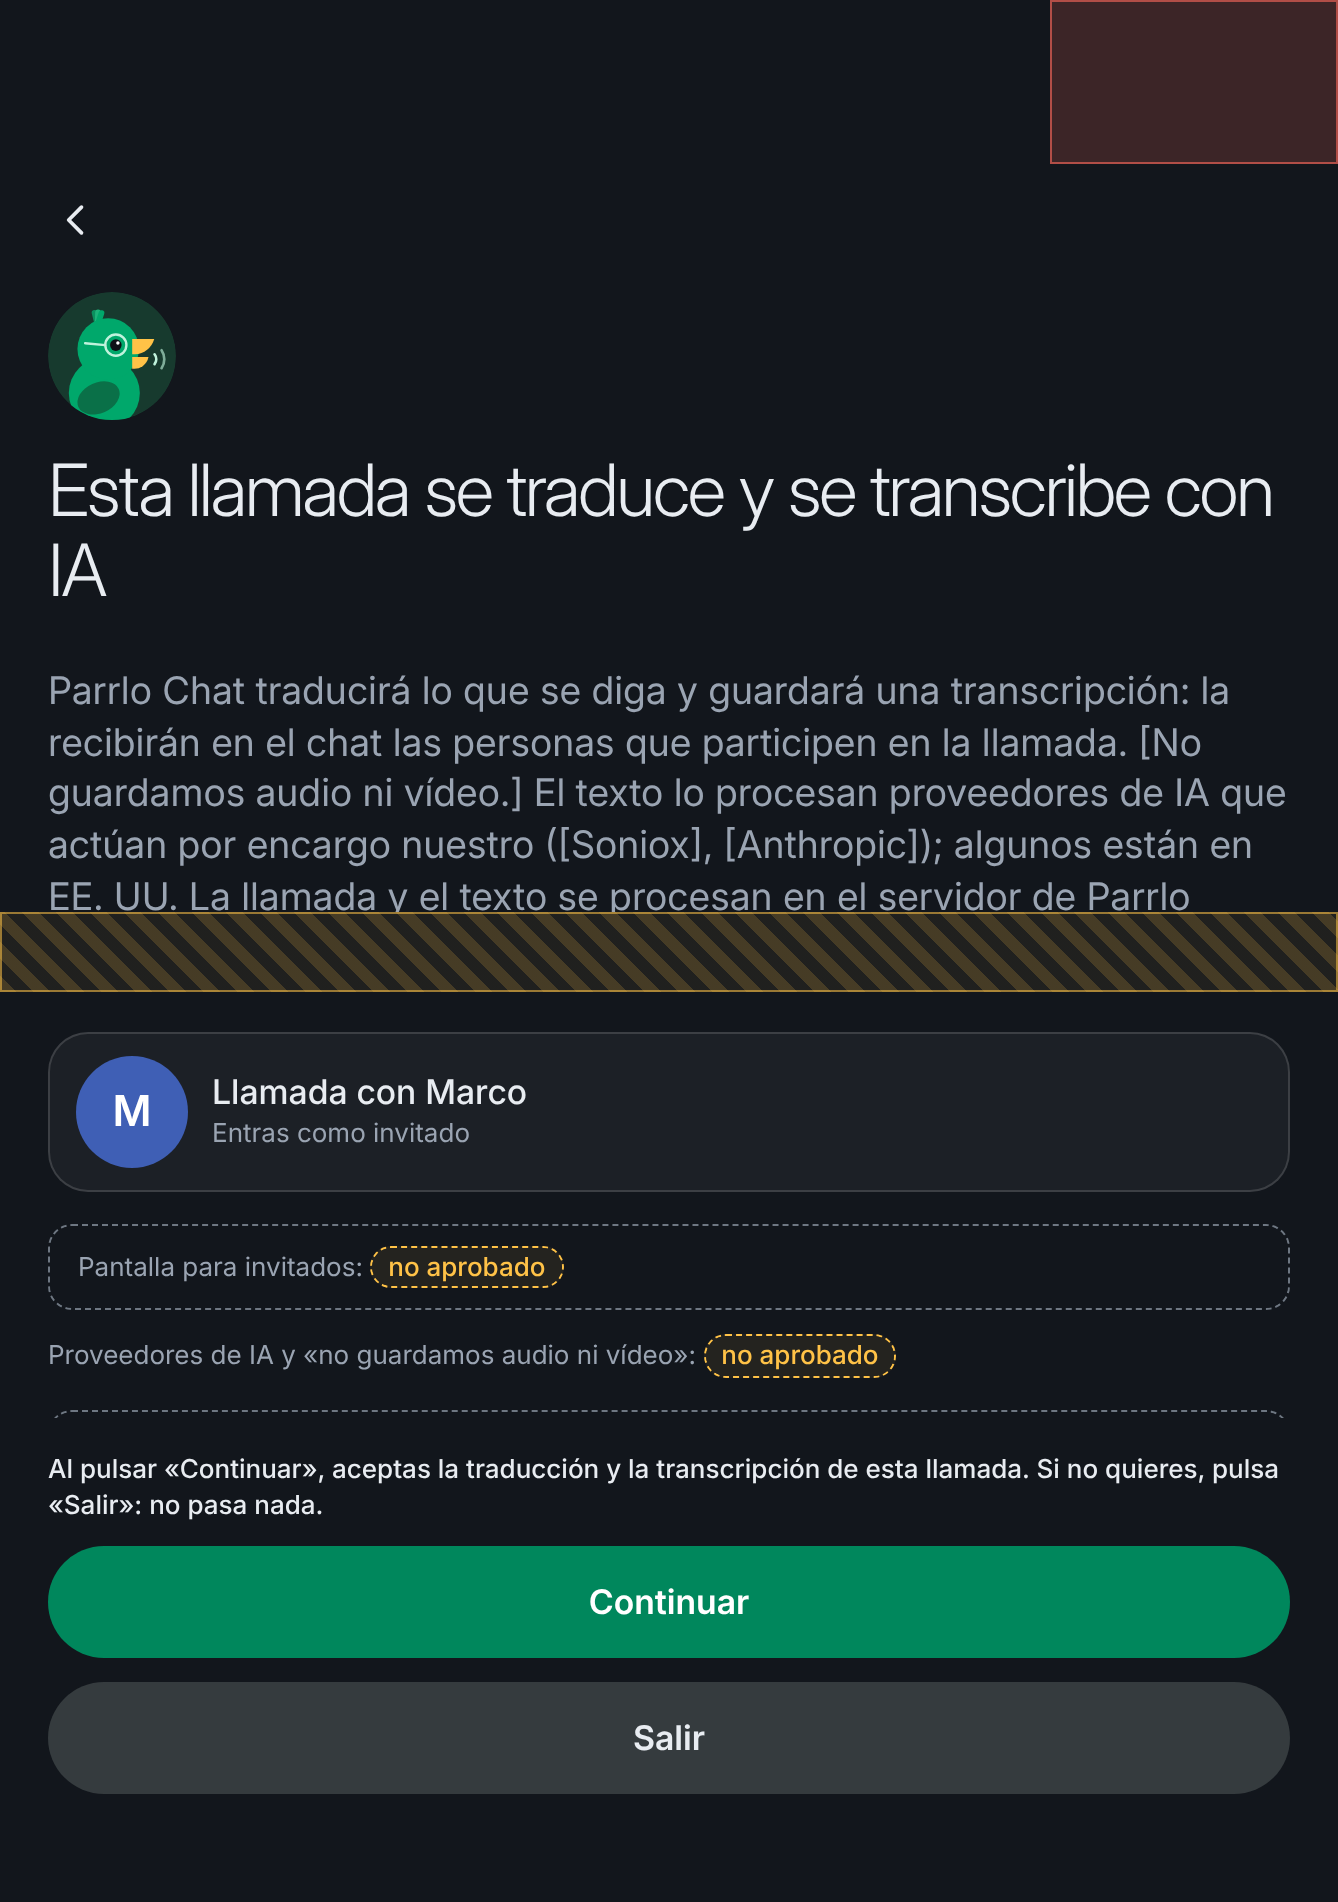 Esta llamada se traduce y se transcribe con
IA
Parrlo Chat traducirá lo que se diga y guardará una transcripción: la
recibirán en el chat las personas que participen en la llamada. [No
guardamos audio ni vídeo.] El texto lo procesan proveedores de IA que
actúan por encargo nuestro ([Soniox], [Anthropic]); algunos están en
EE. UU. La llamada y el texto se procesan en el servidor de Parrlo
M
Llamada con Marco
Entras como invitado
Pantalla para invitados: no aprobado
Proveedores de IA y «no guardamos audio ni vídeo»: no aprobado
Al pulsar «Continuar», aceptas la traducción y la transcripción de esta llamada. Si no quieres, pulsa
«Salir»: no pasa nada.
Continuar
Salir